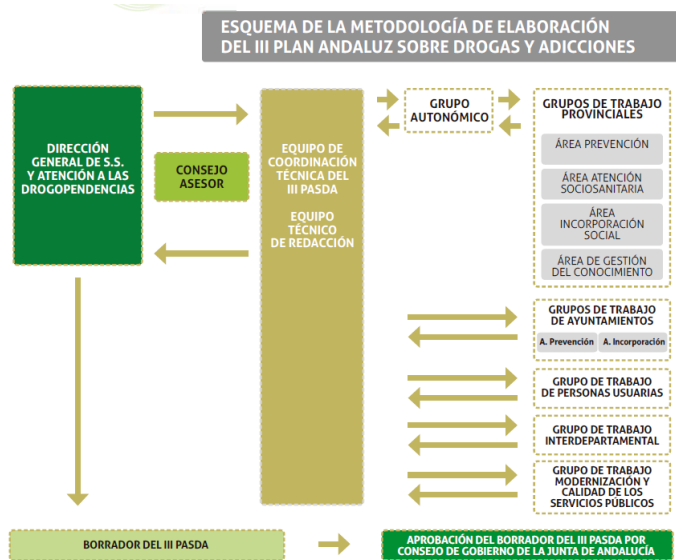 ESQUEMA DE LA METODOLOGÍA DE ELABORACIÓN
DEL III PLAN ANDALUZ SOBRE DROGAS Y ADICCIONES
DIRECCIÓN
GENERAL DE S.S.
Y ATENCIÓN A LAS
DROGOPENDENCIAS
CONSEJO
ASESOR
EQUIPO DE
COORDINACIÓN
TÉCNICA DEL
III PASDA
EQUIPO
TÉCNICO
DE REDACCIÓN
GRUPO
AUTONÓMICO
GRUPOS DE TRABAJO
PROVINCIALES
ÁREA PREVENCIÓN
ÁREA ATENCIÓN
SOCIOSANITARIA
ÁREA
INCORPORACIÓN
SOCIAL
ÁREA DE GESTIÓN
DEL CONOCIMIENTO
GRUPOS DE TRABAJO
DE AYUNTAMIENTOS
A. Prevención A. Incorporación
GRUPO DE TRABAJO
DE PERSONAS USUARIAS
GRUPO DE TRABAJO
INTERDEPARTAMENTAL
GRUPO DE TRABAJO
MODERNIZACIÓN Y
CALIDAD DE LOS
SERVICIOS PÚBLICOS
BORRADOR DEL III PASDA
APROBACIÓN DEL BORRADOR DEL III PASDA POR
CONSEJO DE GOBIERNO DE LA JUNTA DE ANDALUCÍA